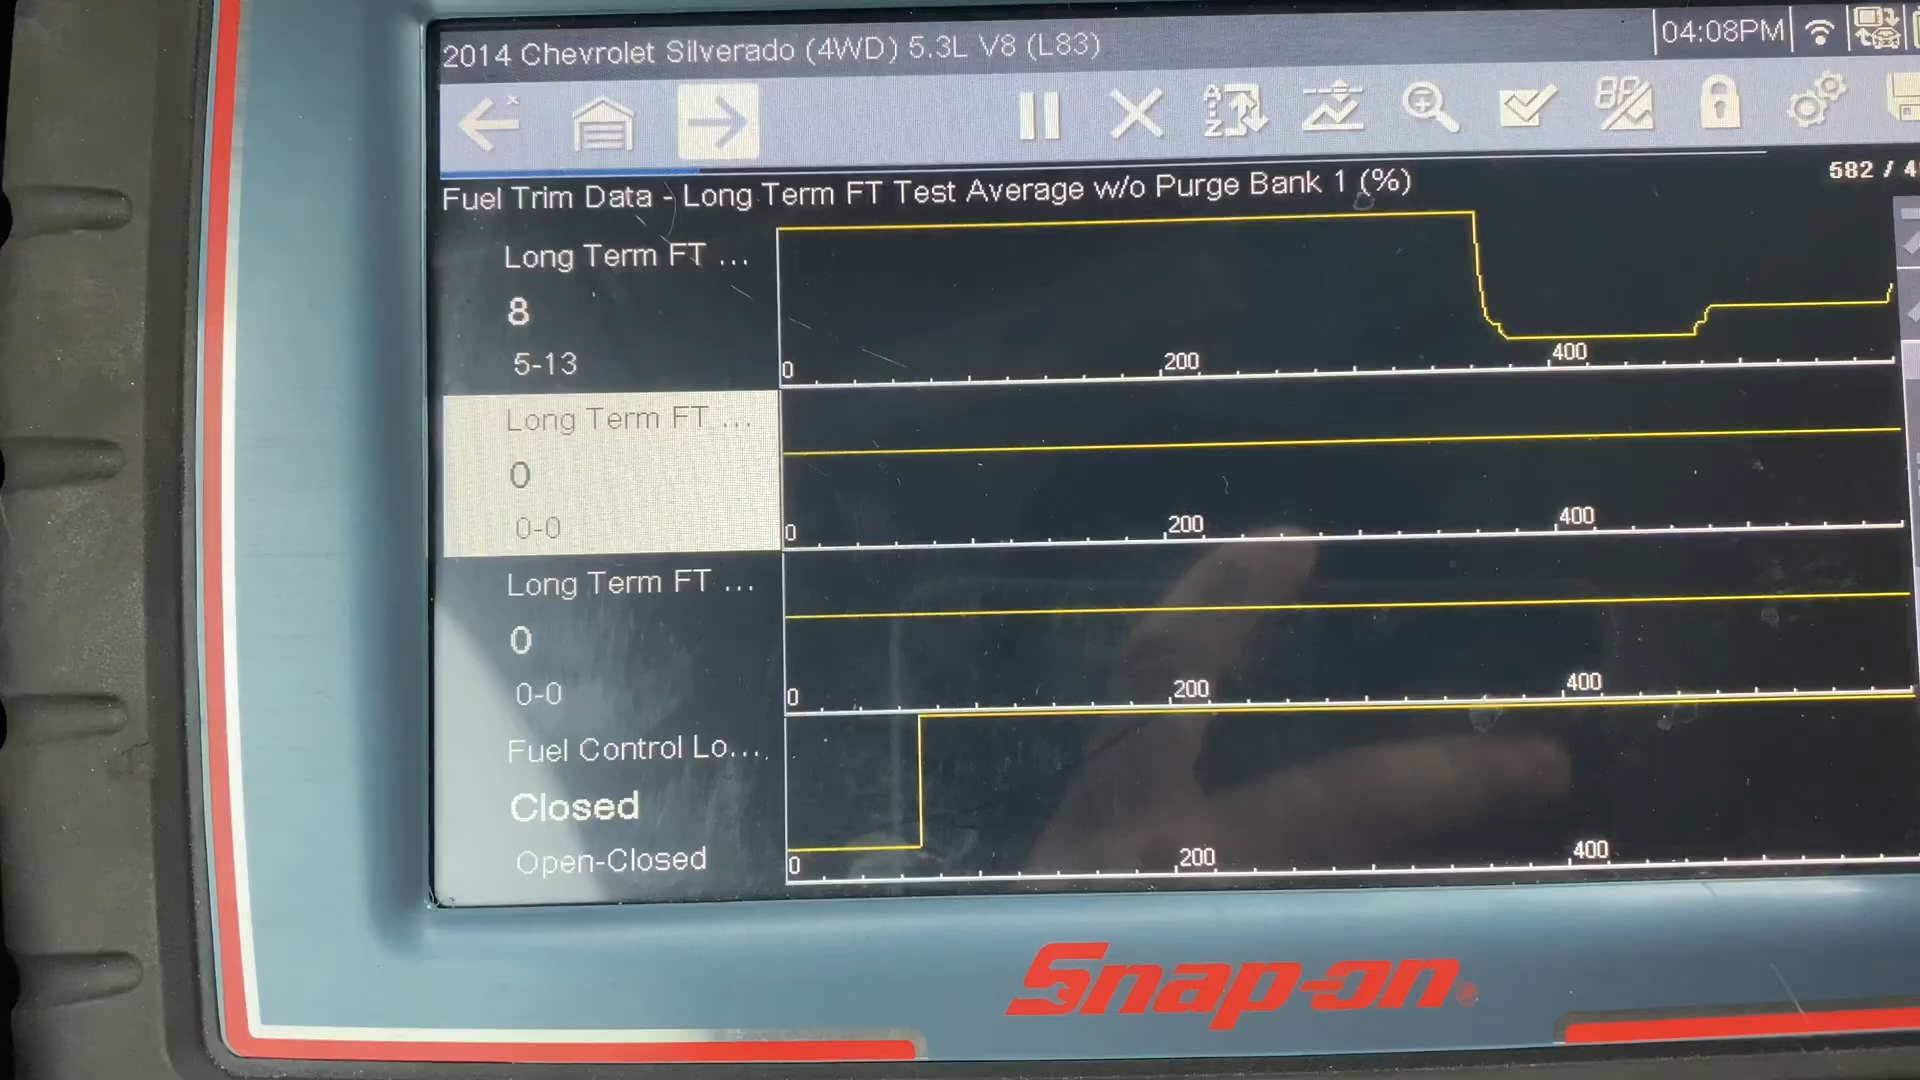 2014 Chevrolet Silverado (4WD) 5.3L V8 (L83)
04:08PM
582 / 4
Fuel Trim Data - Long Term FT Test Average w/o Purge Bank 1 (%)
Long Term FT ...
8
5-13
0 200 400
Long Term FT ...
0
0-0
0 200 400
Long Term FT ...
0
0-0
0 200 400
Fuel Control Lo...
Closed
Open-Closed
0 200 400
Snap-on